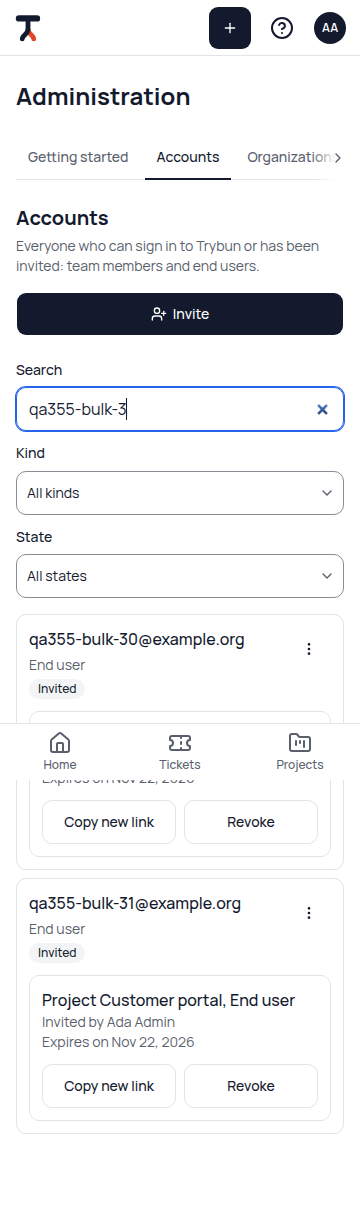 AA
Administration
Getting started
Accounts
Organization
Accounts
Everyone who can sign in to Trybun or has been
invited: team members and end users.
Invite
Search
qa355-bulk-3
Kind
All kinds
State
All states
qa355-bulk-30@example.org
End user
Invited
Home
Tickets
Projects
Expires on Nov 22, 2026
Copy new link
Revoke
qa355-bulk-31@example.org
End user
Invited
Project Customer portal, End user
Invited by Ada Admin
Expires on Nov 22, 2026
Copy new link
Revoke